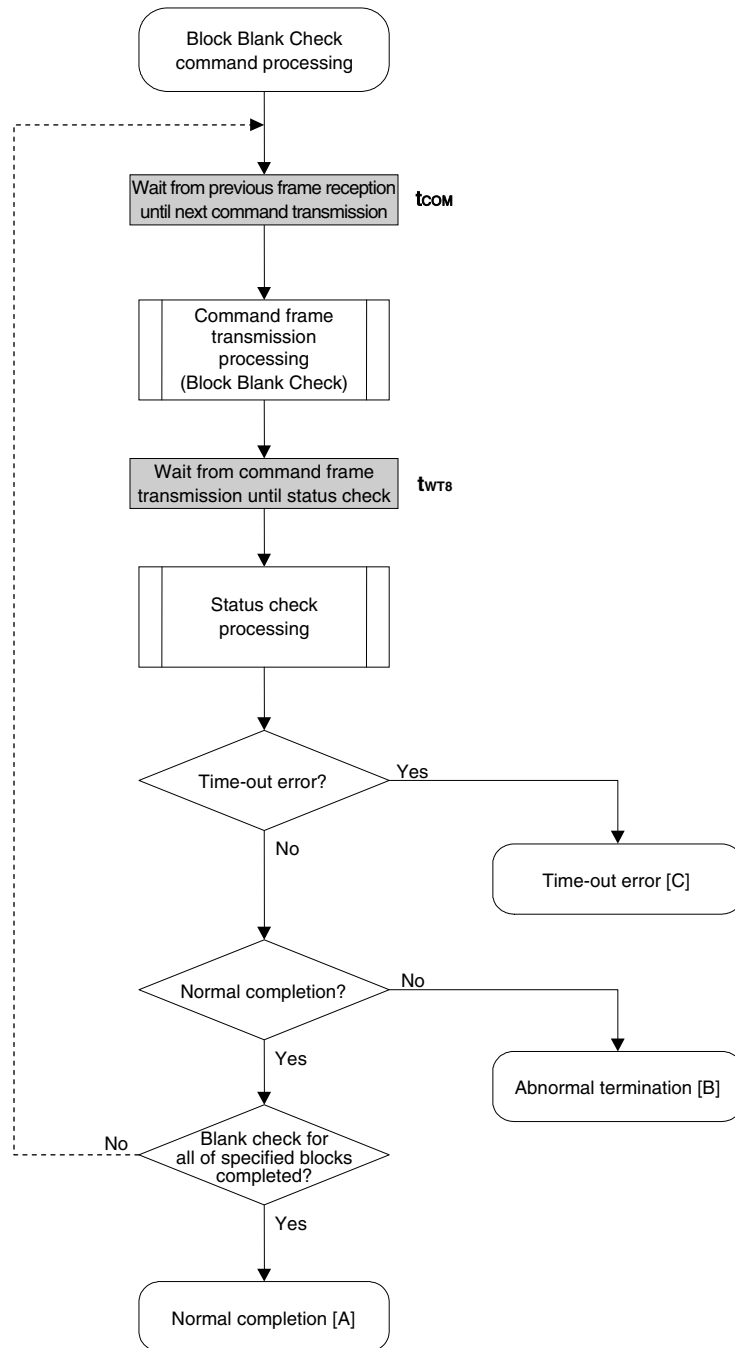 Block Blank Check
command processing
Wait from previous frame reception
until next command transmission
tCOM
Command frame
transmission
processing
(Block Blank Check)
Wait from command frame
transmission until status check
tWT8
Status check
processing
Time-out error?
Yes
No
Time-out error [C]
Normal completion?
No
Yes
Abnormal termination [B]
No
Blank check for
all of specified blocks
completed?
Yes
Normal completion [A]